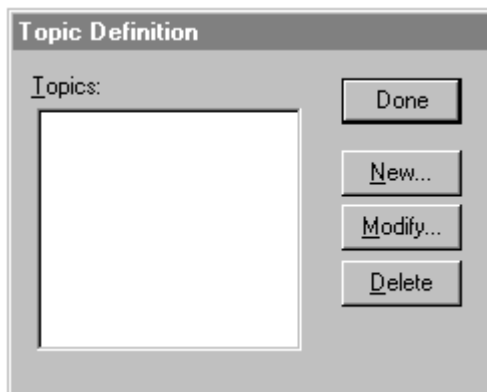 Topic Definition
Topics:
Done
New...
Modify...
Delete